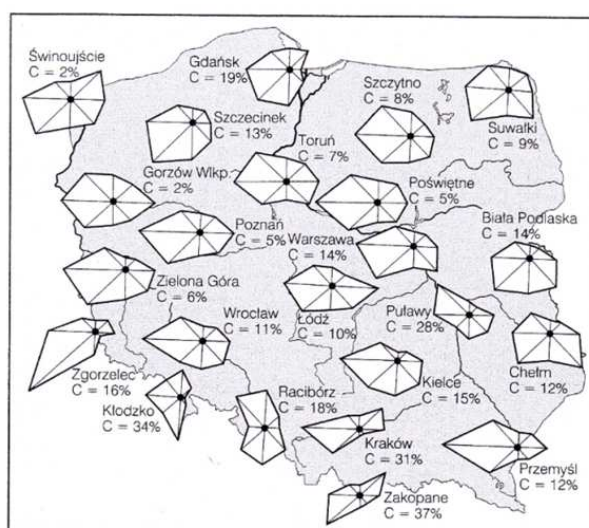 Świnoujście
C = 2%
Gdańsk
C = 19%
Szczytno
C = 8%
Suwałki
C = 9%
Szczecinek
C = 13%
Toruń
C = 7%
Gorzów Wlkp.
C = 2%
Poświętne
C = 5%
Poznań
C = 5%
Biała Podlaska
C = 14%
Warszawa
C = 14%
Zielona Góra
C = 6%
Wrocław
C = 11%
Łódź
C = 10%
Puławy
C = 28%
Zgorzelec
C = 16%
Chełm
C = 12%
Kielce
C = 15%
Kłodzko
C = 34%
Racibórz
C = 18%
Kraków
C = 31%
Przemyśl
C = 12%
Zakopane
C = 37%